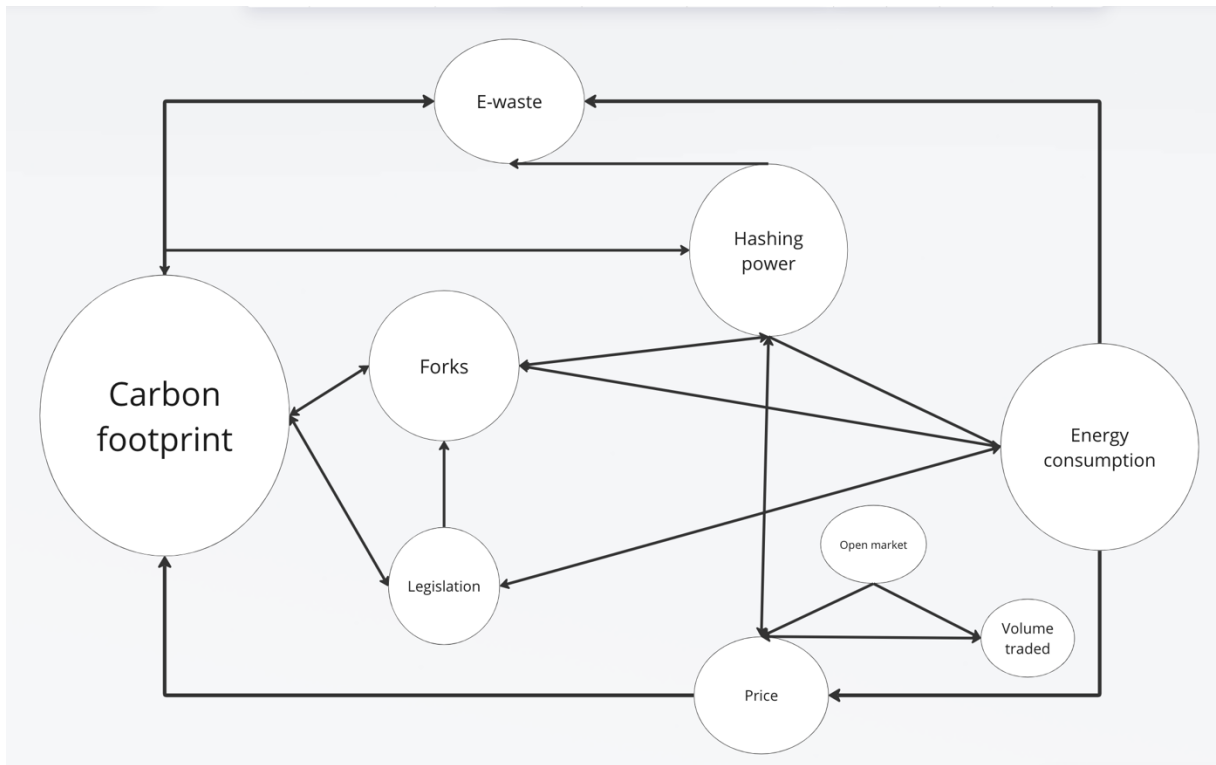 E-waste
Hashing
power
Forks
Carbon
footprint
Energy
consumption
Open market
Legislation
Volume
traded
Price